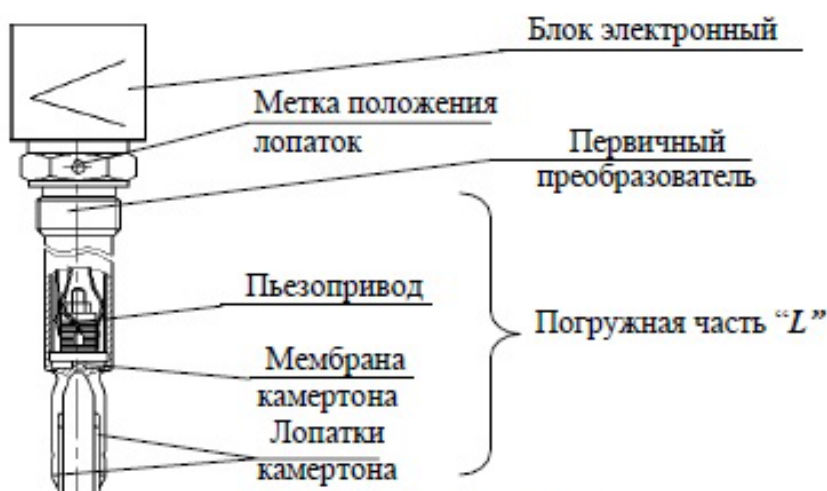 Блок электронный
Метка положения
лопаток
Первичный
преобразователь
Пьезопривод
Погружная часть “L”
Мембрана
камертона
Лопатки
камертона